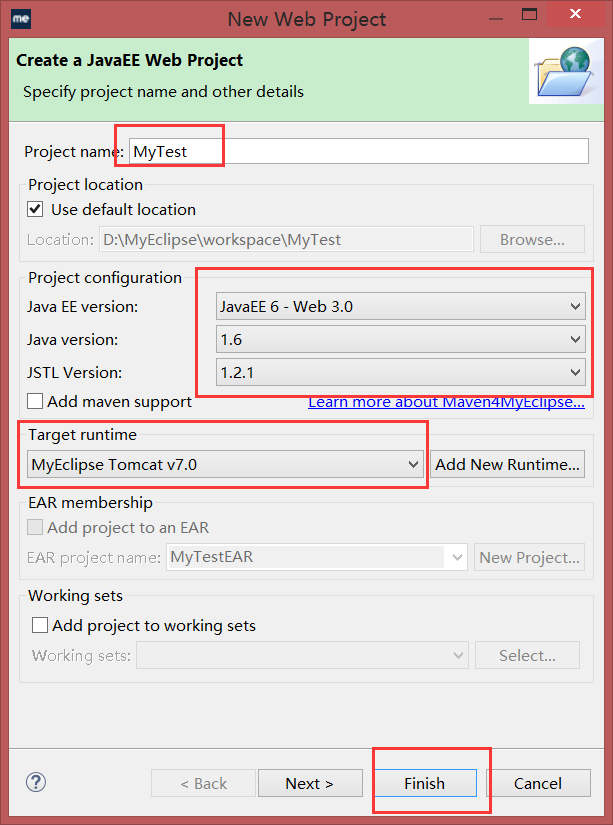 me New Web Project
Create a JavaEE Web Project
Specify project name and other details
Project name: MyTest
Project location
Use default location
Location: D:\MyEclipse\workspace\MyTest Browse...
Project configuration
Java EE version: JavaEE 6 - Web 3.0
Java version: 1.6
JSTL Version: 1.2.1
Add maven support Learn more about Maven4MyEclipse...
Target runtime
MyEclipse Tomcat v7.0 Add New Runtime...
EAR membership
Add project to an EAR
EAR project name: MyTestEAR New Project...
Working sets
Add project to working sets
Working sets: Select...
? < Back Next > Finish Cancel